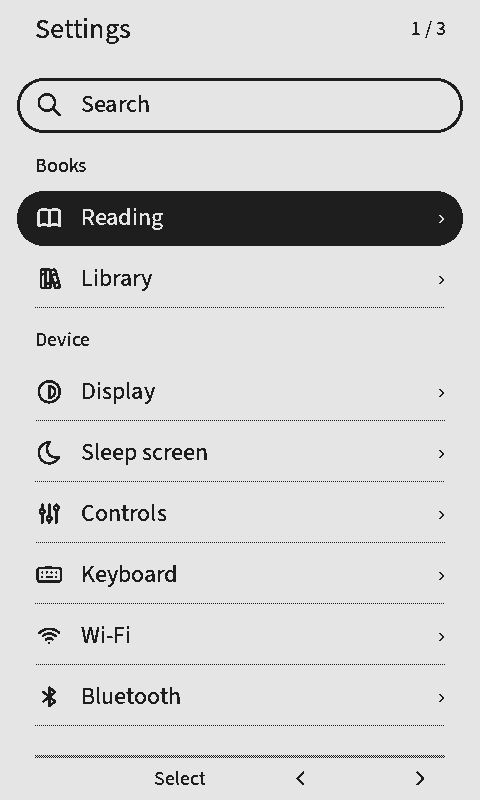 Settings
1 / 3
Search
Books
Reading
Library
Device
Display
Sleep screen
Controls
Keyboard
Wi-Fi
Bluetooth
Select